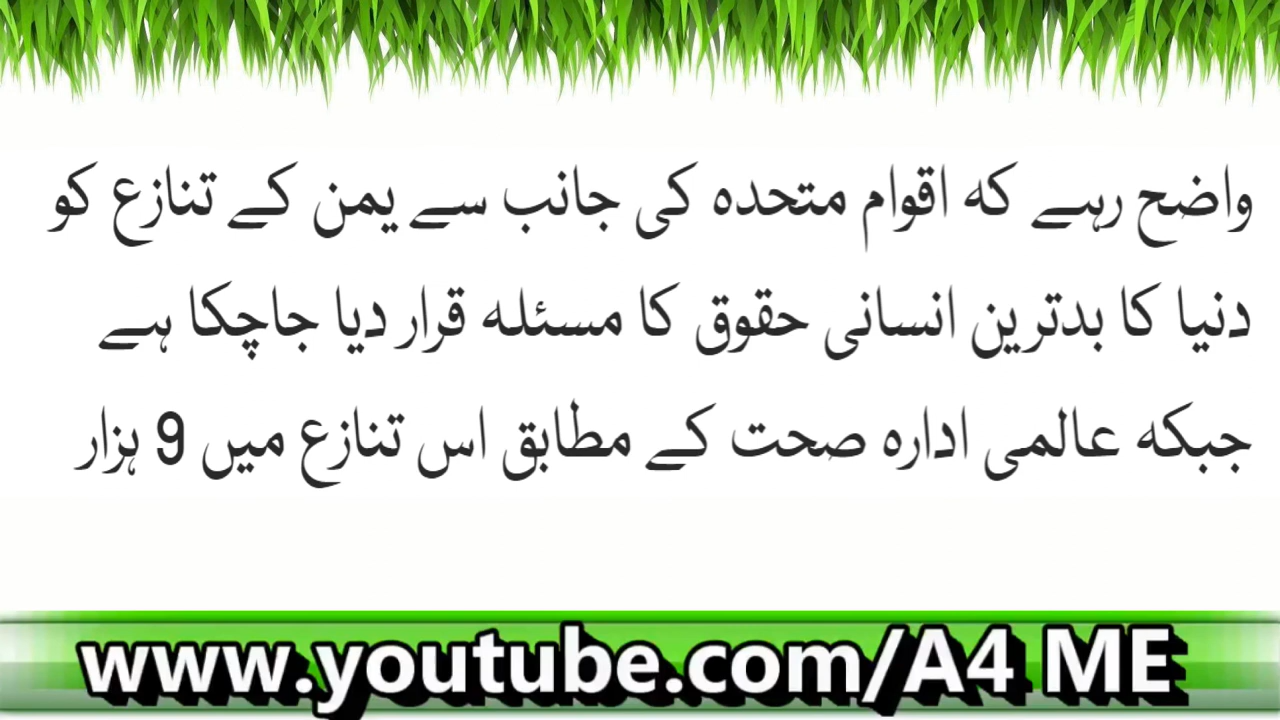 واضح رہے کہ اقوام متحدہ کی جانب سے یمن کے تنازع کو
دنیا کا بدترین انسانی حقوق کا مسئلہ قرار دیا جاچکا ہے
جبکہ عالمی ادارہ صحت کے مطابق اس تنازع میں 9 ہزار
www.youtube.com/A4 ME